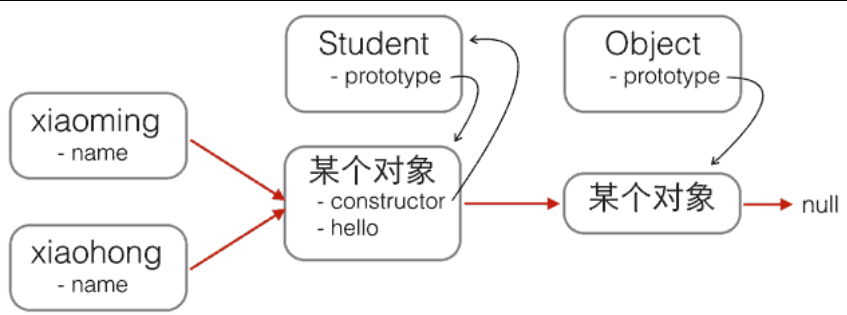 Student
- prototype
Object
- prototype
xiaoming
- name
某个对象
- constructor
- hello
某个对象
null
xiaohong
- name